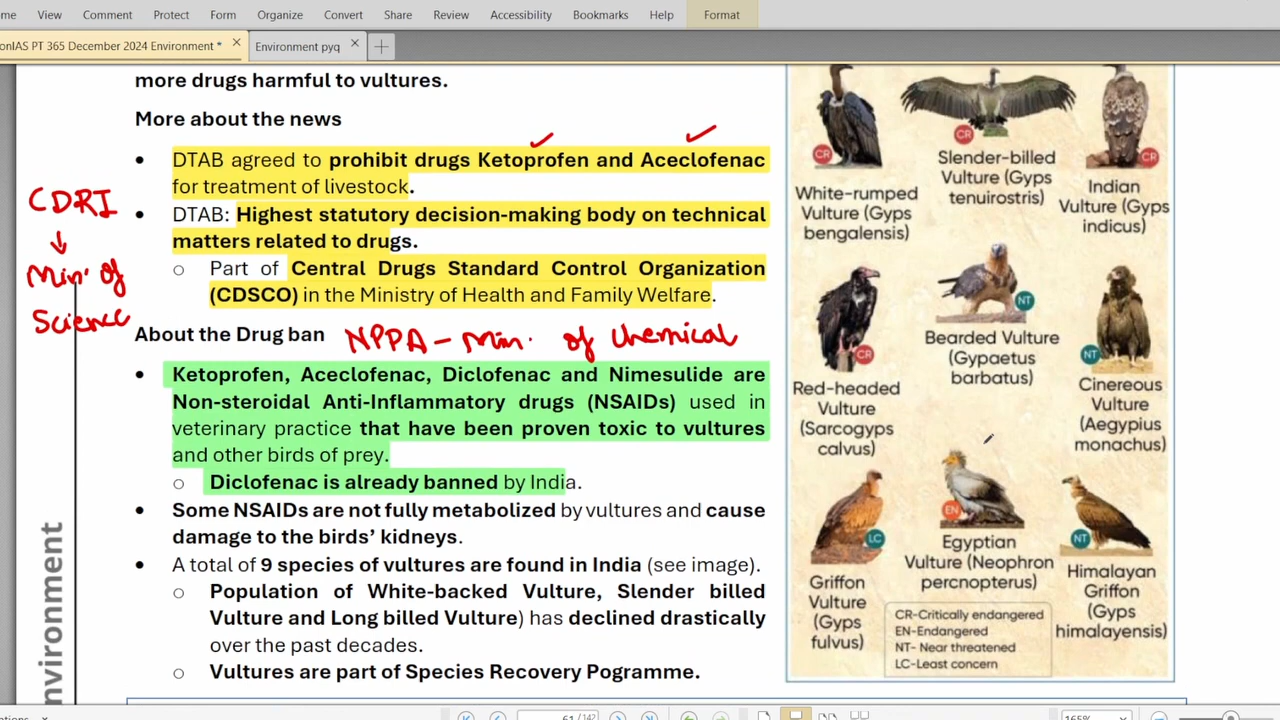 View Comment Protect Form Organize Convert Share Review Accessibility Bookmarks Help Format
onIAS PT 365 December 2024 Environment * × Environment pyq × +
more drugs harmful to vultures.
More about the news
• DTAB agreed to prohibit drugs Ketoprofen and Aceclofenac
for treatment of livestock.
• DTAB: Highest statutory decision-making body on technical
matters related to drugs.
○ Part of Central Drugs Standard Control Organization
(CDSCO) in the Ministry of Health and Family Welfare.
CDRI
↓
Min. of
Science
About the Drug ban NPPA - Min. of Chemical
• Ketoprofen, Aceclofenac, Diclofenac and Nimesulide are
Non-steroidal Anti-Inflammatory drugs (NSAIDs) used in
veterinary practice that have been proven toxic to vultures
and other birds of prey.
○ Diclofenac is already banned by India.
• Some NSAIDs are not fully metabolized by vultures and cause
damage to the birds' kidneys.
• A total of 9 species of vultures are found in India (see image).
○ Population of White-backed Vulture, Slender billed
Vulture and Long billed Vulture) has declined drastically
over the past decades.
○ Vultures are part of Species Recovery Pogramme.
CR
White-rumped
Vulture (Gyps
bengalensis)
CR
Slender-billed
Vulture (Gyps
tenuirostris)
CR
Indian
Vulture (Gyps
indicus)
CR
Red-headed
Vulture
(Sarcogyps
calvus)
NT
Bearded Vulture
(Gypaetus
barbatus)
NT
Cinereous
Vulture
(Aegypius
monachus)
LC
Griffon
Vulture
(Gyps
fulvus)
EN
Egyptian
Vulture (Neophron
percnopterus)
NT
Himalayan
Griffon
(Gyps
himalayensis)
CR-Critically endangered
EN-Endangered
NT- Near threatened
LC-Least concern
nvironment
61 / 142
165%